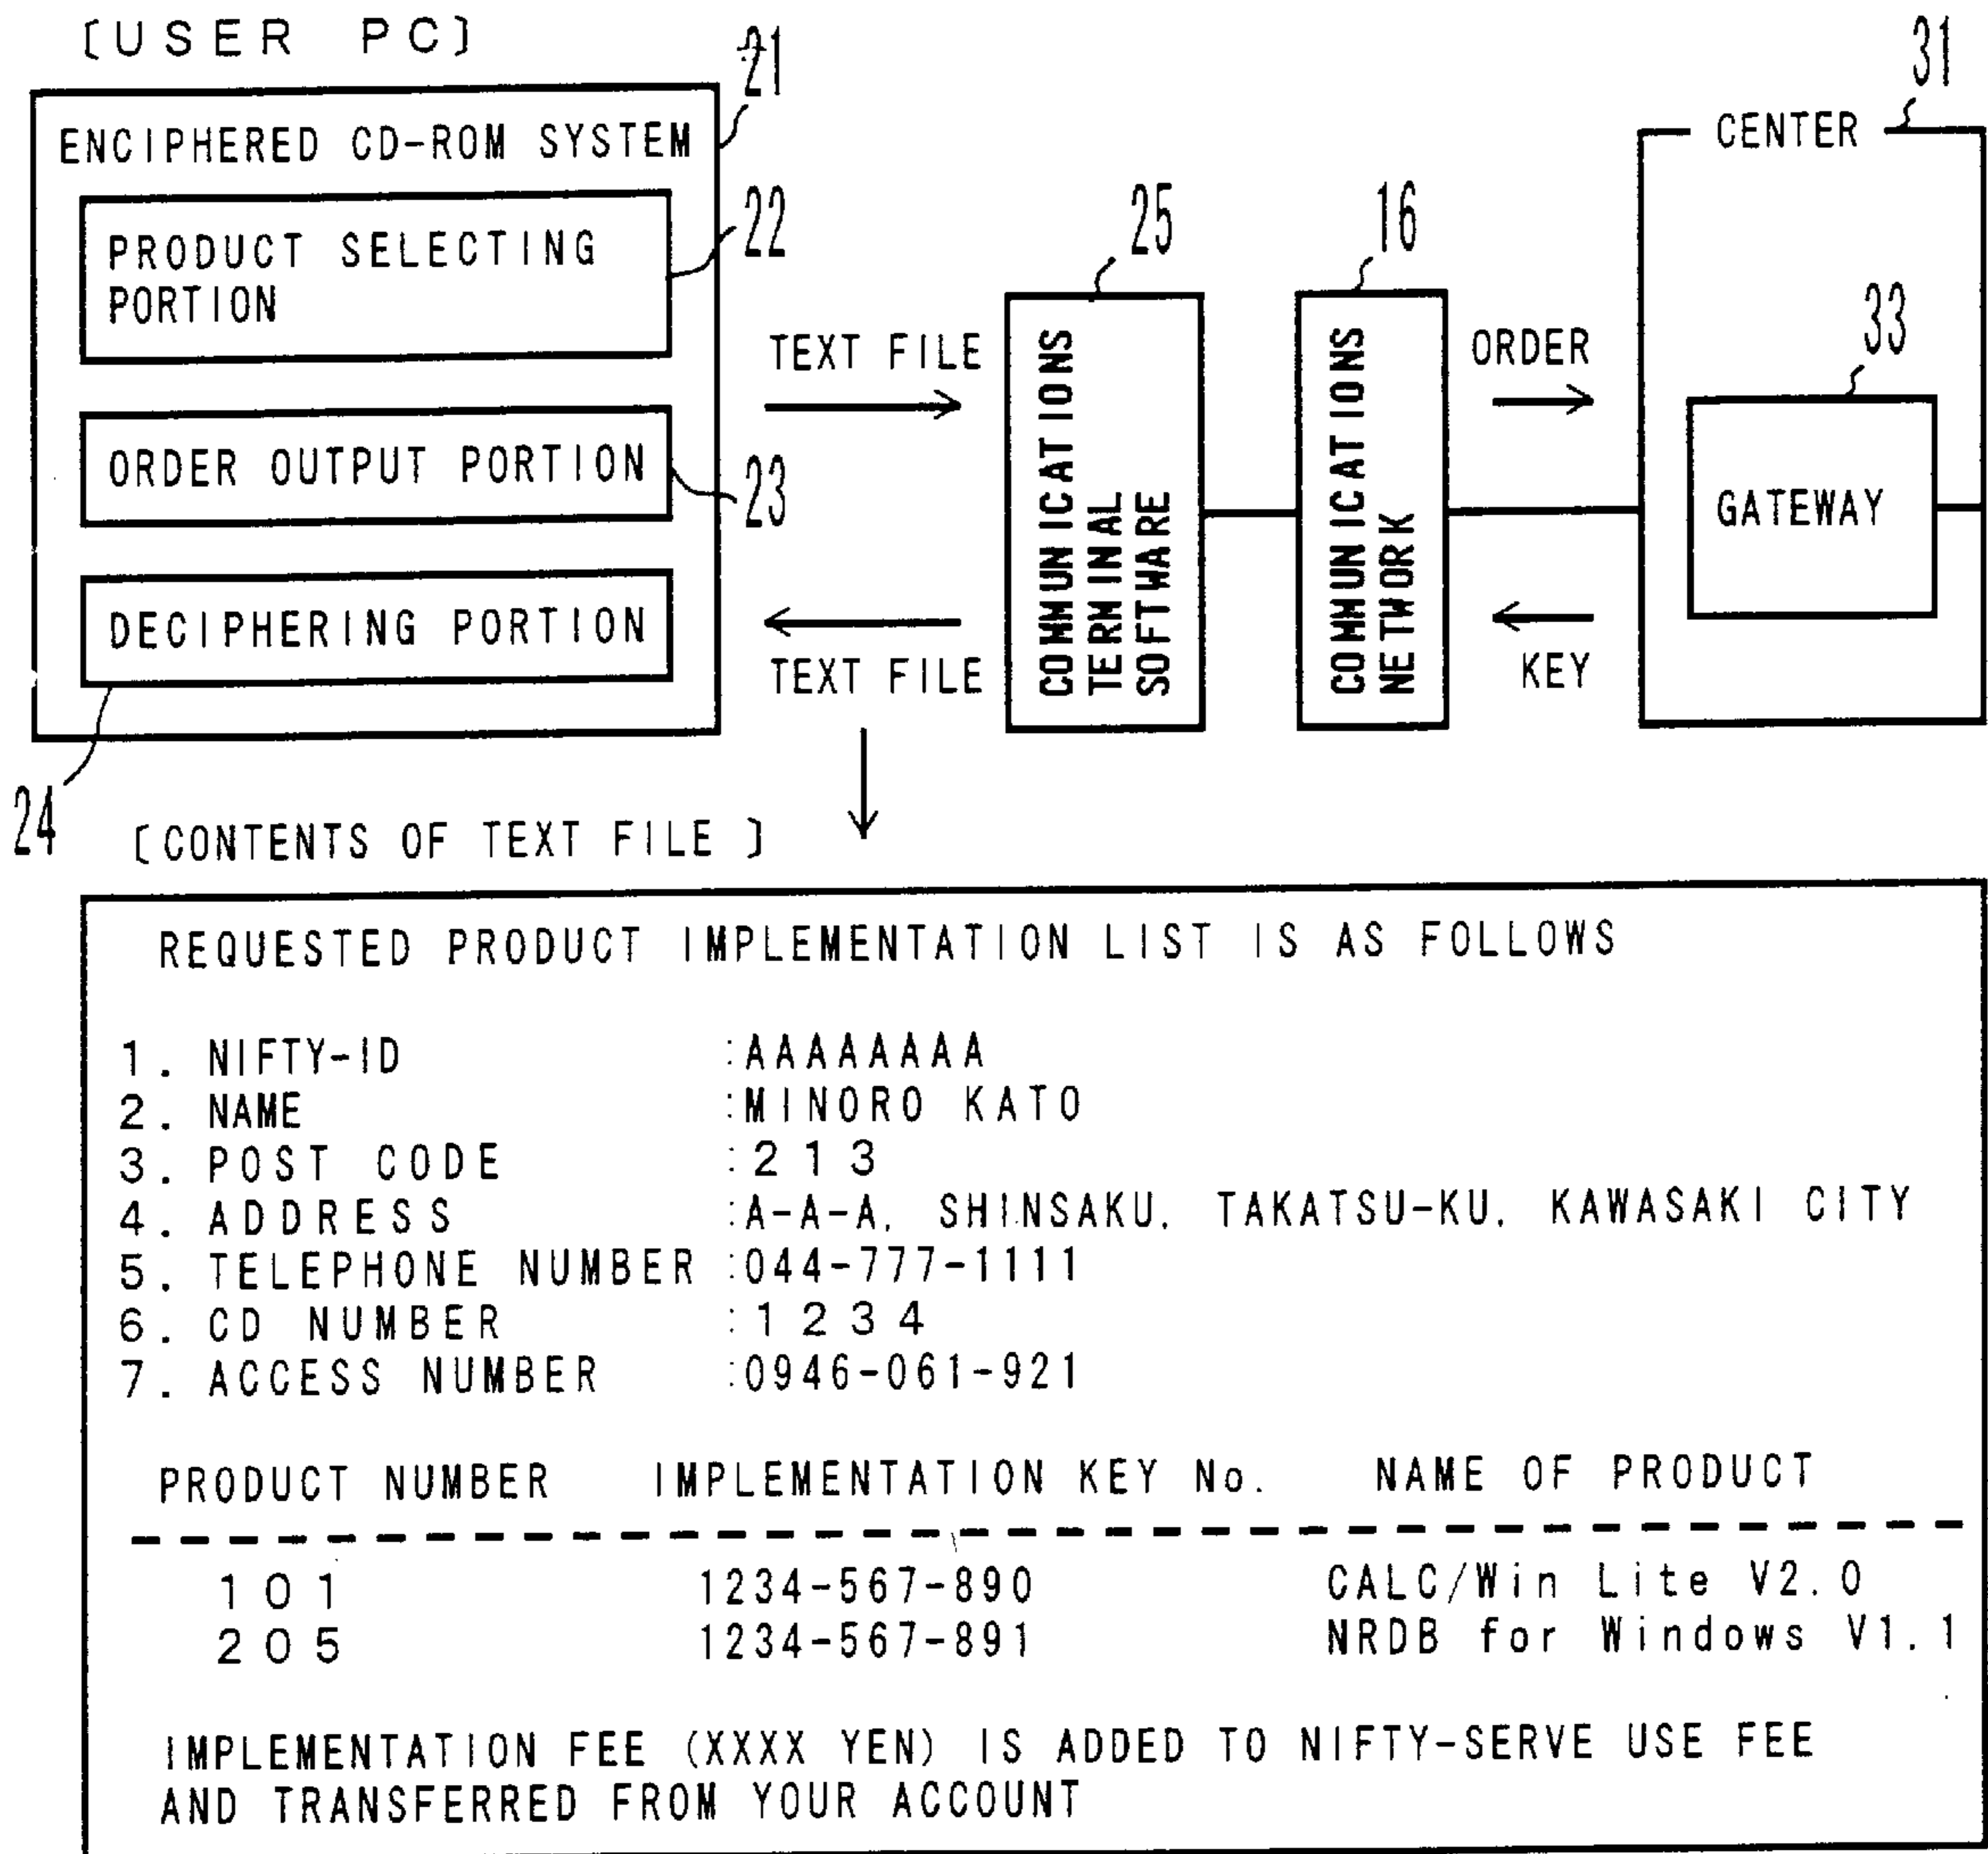 [USER PC]
21
ENCIPHERED CD-ROM SYSTEM
PRODUCT SELECTING
PORTION
22
ORDER OUTPUT PORTION
23
DECIPHERING PORTION
24
TEXT FILE
TEXT FILE
25
COMMUNICATIONS
TERMINAL
SOFTWARE
16
COMMUNICATIONS
NETWORK
ORDER
KEY
31
CENTER
33
GATEWAY
[CONTENTS OF TEXT FILE ]
REQUESTED PRODUCT IMPLEMENTATION LIST IS AS FOLLOWS
1. NIFTY-ID :AAAAAAAA
2. NAME :MINORO KATO
3. POST CODE :213
4. ADDRESS :A-A-A, SHINSAKU, TAKATSU-KU, KAWASAKI CITY
5. TELEPHONE NUMBER :044-777-1111
6. CD NUMBER :1234
7. ACCESS NUMBER :0946-061-921
PRODUCT NUMBER IMPLEMENTATION KEY No. NAME OF PRODUCT
101 1234-567-890 CALC/Win Lite V2.0
205 1234-567-891 NRDB for Windows V1.1
IMPLEMENTATION FEE (XXXX YEN) IS ADDED TO NIFTY-SERVE USE FEE
AND TRANSFERRED FROM YOUR ACCOUNT